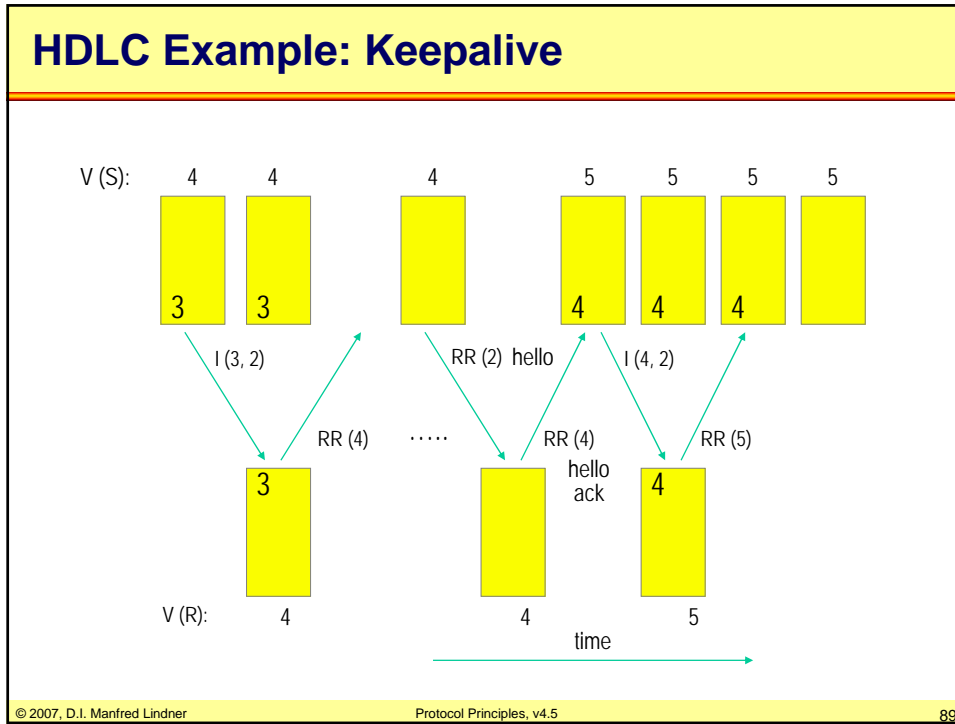 HDLC Example: Keepalive
V (S): 4 4 4 5 5 5 5
3 3 4 4 4
I (3, 2) RR (2) hello I (4, 2)
RR (4) ..... RR (4) RR (5)
hello
ack
3 4
V (R): 4 4 5
time
© 2007, D.I. Manfred Lindner Protocol Principles, v4.5 89